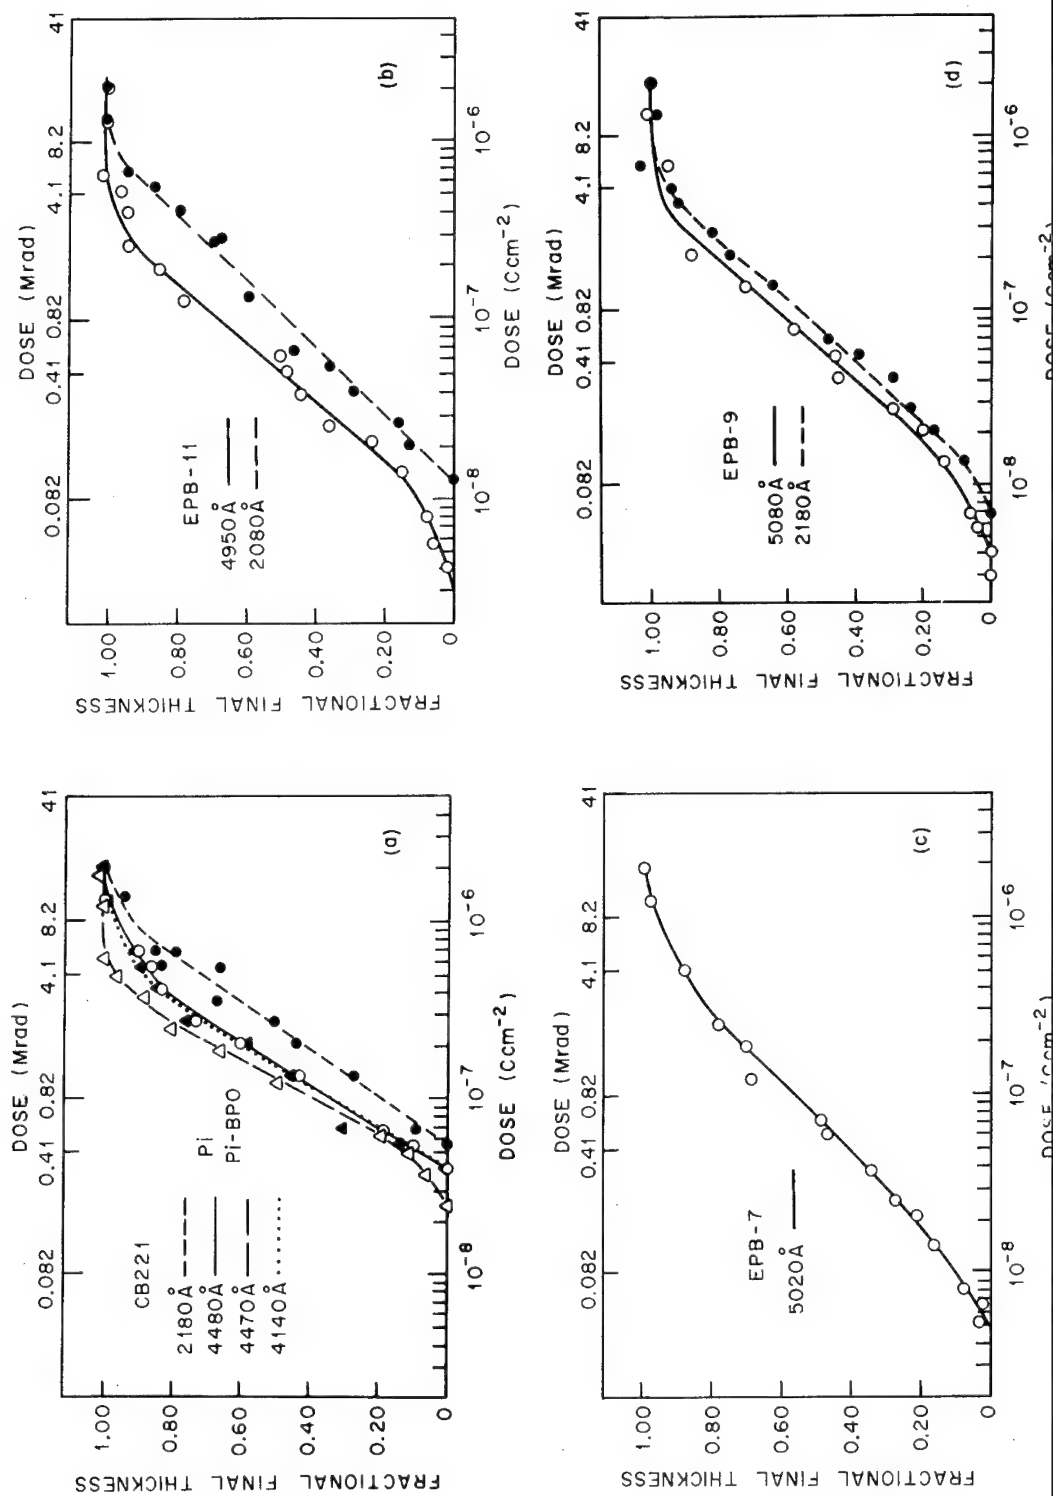 DOSE (Mrad)
0.082 0.41 0.82 4.1 8.2 41
FRACTIONAL FINAL THICKNESS
1.00
0.80
0.60
0.40
0.20
0
CB221
2180Å
4480Å Pi
4470Å Pi-BPO
4140Å
(a)
10⁻⁸ 10⁻⁷ 10⁻⁶
DOSE (Ccm⁻²)
DOSE (Mrad)
0.082 0.41 0.82 4.1 8.2 41
FRACTIONAL FINAL THICKNESS
1.00
0.80
0.60
0.40
0.20
0
EPB-11
4950Å
2080Å
(b)
10⁻⁸ 10⁻⁷ 10⁻⁶
DOSE (Ccm⁻²)
DOSE (Mrad)
0.082 0.41 0.82 4.1 8.2 41
FRACTIONAL FINAL THICKNESS
1.00
0.80
0.60
0.40
0.20
0
EPB-7
5020Å
(c)
10⁻⁸ 10⁻⁷ 10⁻⁶
DOSE (Ccm⁻²)
DOSE (Mrad)
0.082 0.41 0.82 4.1 8.2 41
FRACTIONAL FINAL THICKNESS
1.00
0.80
0.60
0.40
0.20
0
EPB-9
5080Å
2180Å
(d)
10⁻⁸ 10⁻⁷ 10⁻⁶
DOSE (Ccm⁻²)